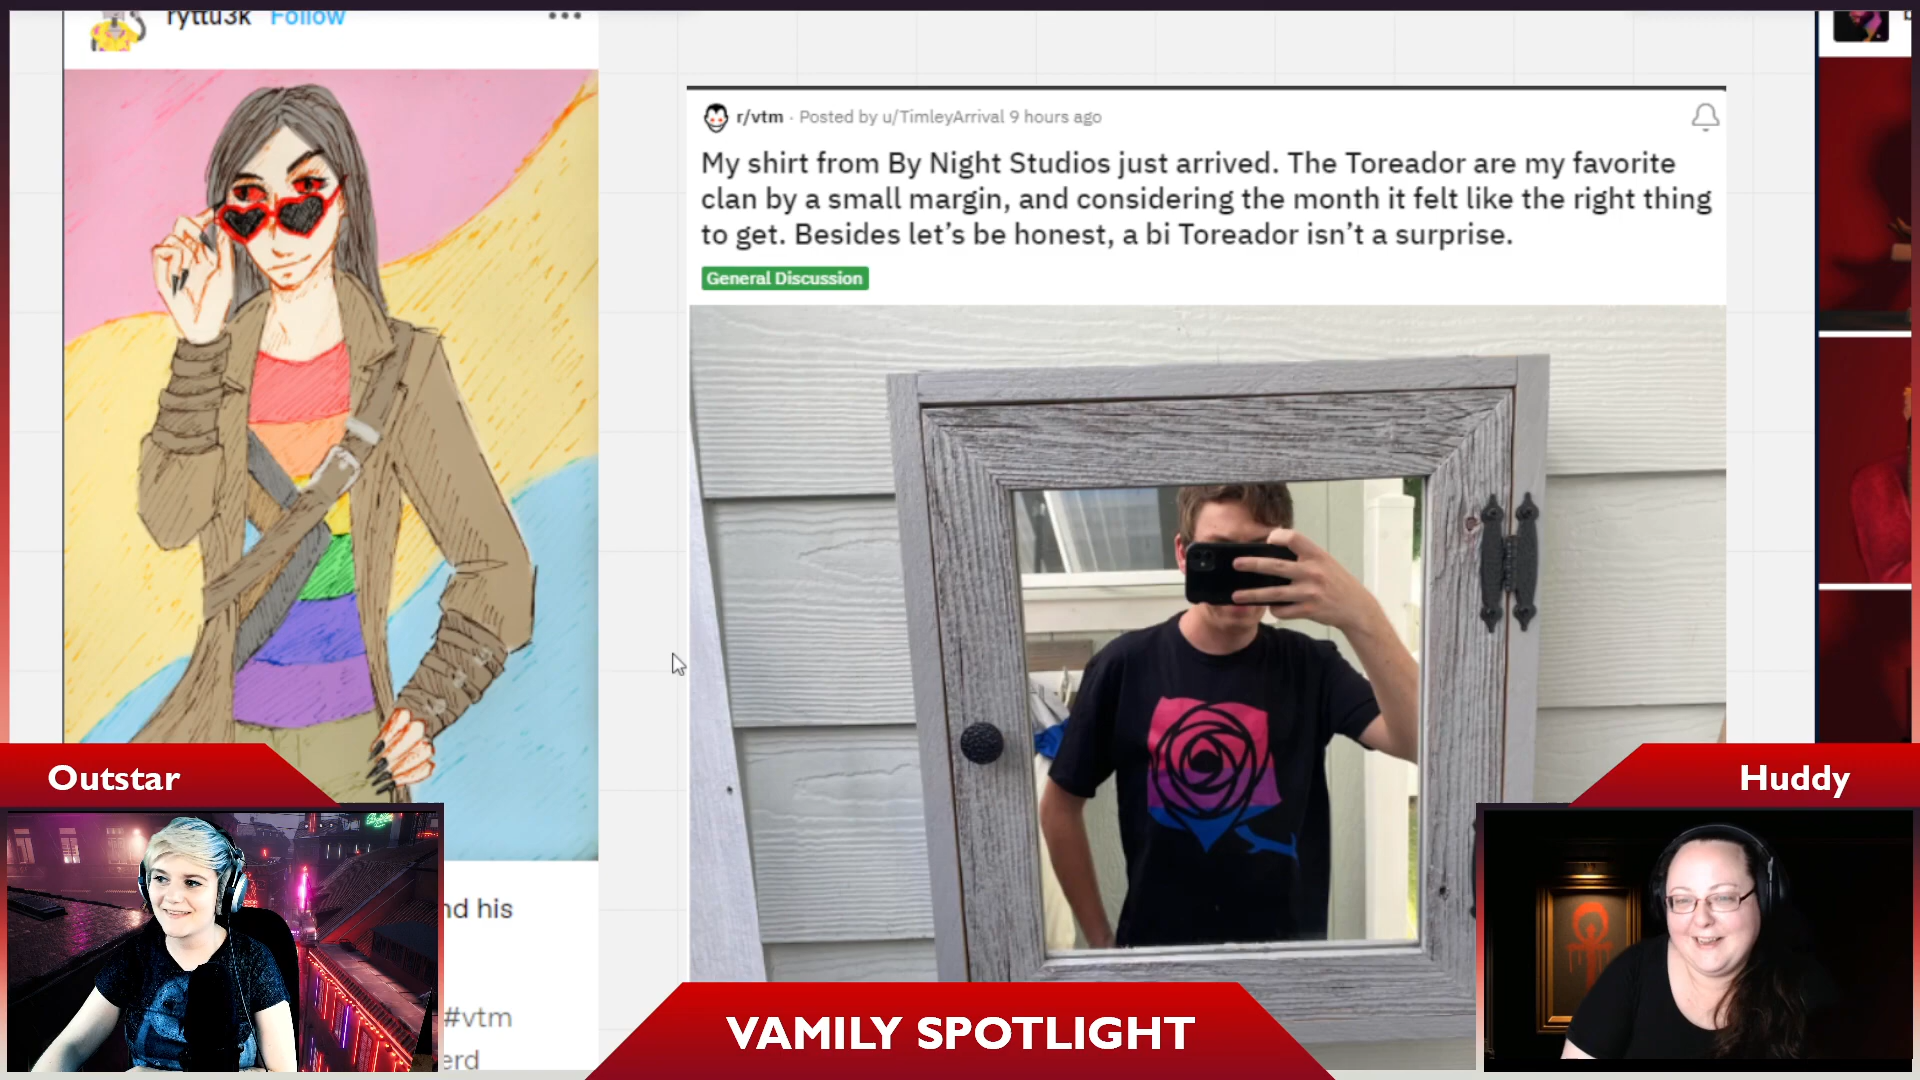 ryttu3k Follow
r/vtm · Posted by u/TimleyArrival 9 hours ago
My shirt from By Night Studios just arrived. The Toreador are my favorite
clan by a small margin, and considering the month it felt like the right thing
to get. Besides let's be honest, a bi Toreador isn't a surprise.
General Discussion
Outstar
Huddy
nd his
#vtm
erd
VAMILY SPOTLIGHT